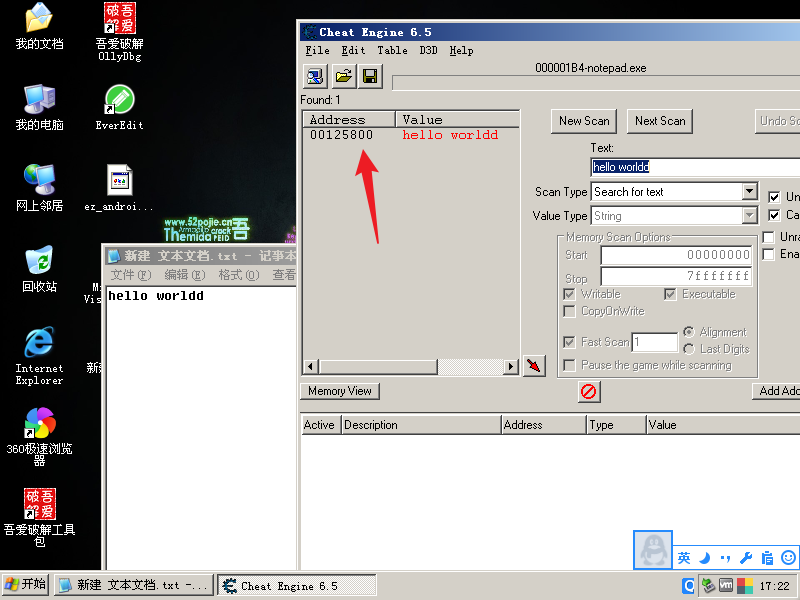 我的文档
吾爱破解
OllyDbg
我的电脑
EverEdit
网上邻居
ez_androi...
回收站
Internet
Explorer
360极速浏览
器
吾爱破解工具
包
破吾
解爱
www.52pojie.cn
Themida
PEID
吾
新建 文本文档.txt - 记事本
文件(F) 编辑(E) 格式(O) 查看
hello worldd
Cheat Engine 6.5
File Edit Table D3D Help
000001B4-notepad.exe
Found: 1
Address Value
00125800 hello worldd
New Scan Next Scan Undo Sc
Text:
hello worldd
Scan Type Search for text
Value Type String
Un
Ca
Memory Scan Options
Start 00000000
Stop 7fffffff
Writable Executable
CopyOnWrite
Fast Scan 1 Alignment
Last Digits
Pause the game while scanning
Unra
Ena
Memory View
Add Add
Active Description Address Type Value
英
开始
新建 文本文档.txt -...
Cheat Engine 6.5
17:22